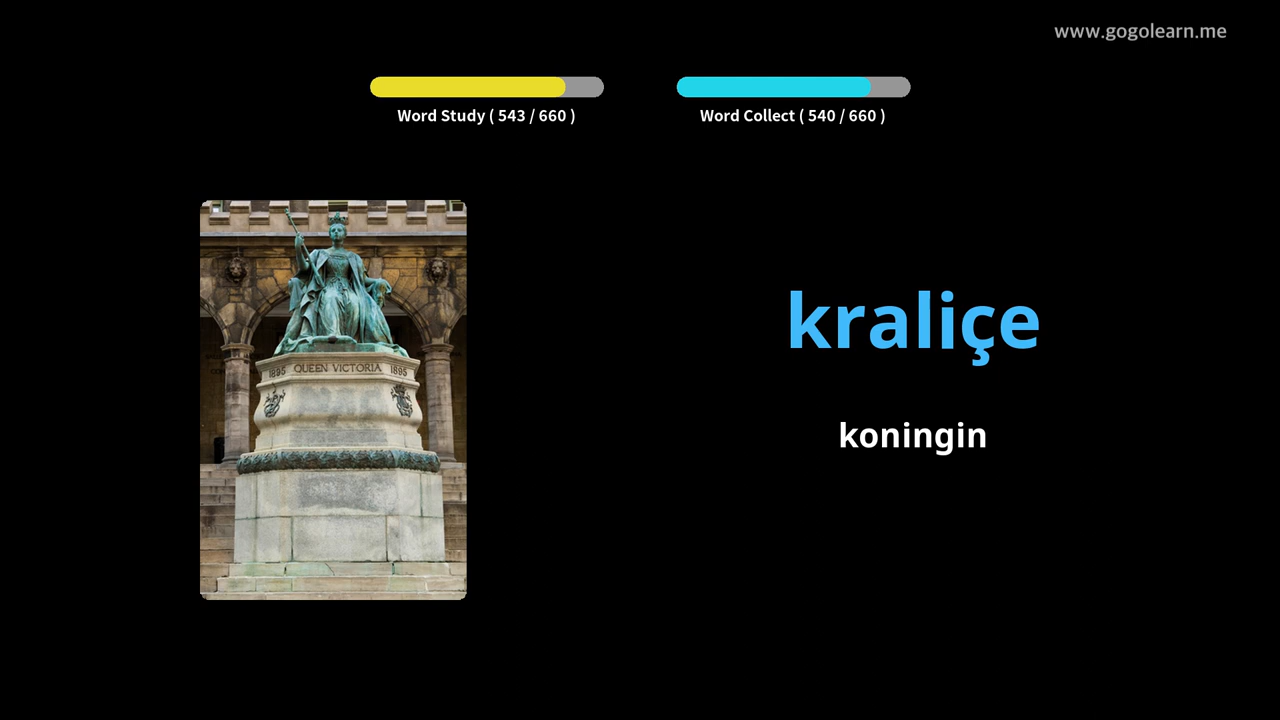 www.gogolearn.me
Word Study ( 543 / 660 )
Word Collect ( 540 / 660 )
1895 QUEEN VICTORIA 1895
kraliçe
koningin